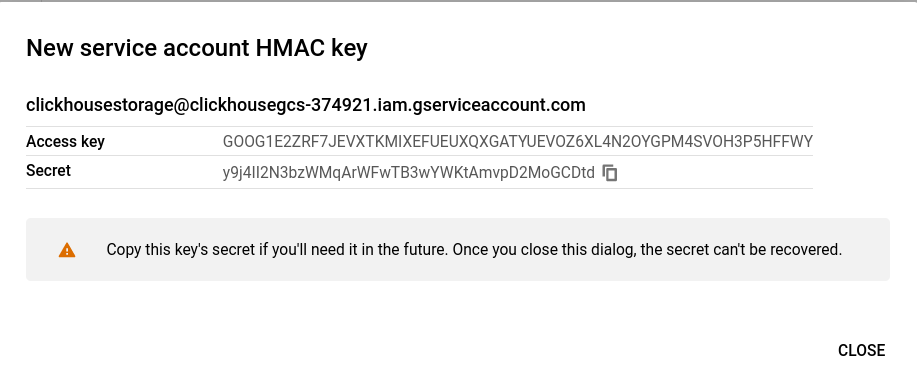 New service account HMAC key
clickhousestorage@clickhousegcs-374921.iam.gserviceaccount.com
Access key GOOG1E2ZRF7JEVXTKMIXEFUEUXQXGATYUEVOZ6XL4N2OYGPM4SVOH3P5HFFWY
Secret y9j4II2N3bzWMqArWFwTB3wYWKtAmvpD2MoGCDtd
Copy this key's secret if you'll need it in the future. Once you close this dialog, the secret can't be recovered.
CLOSE